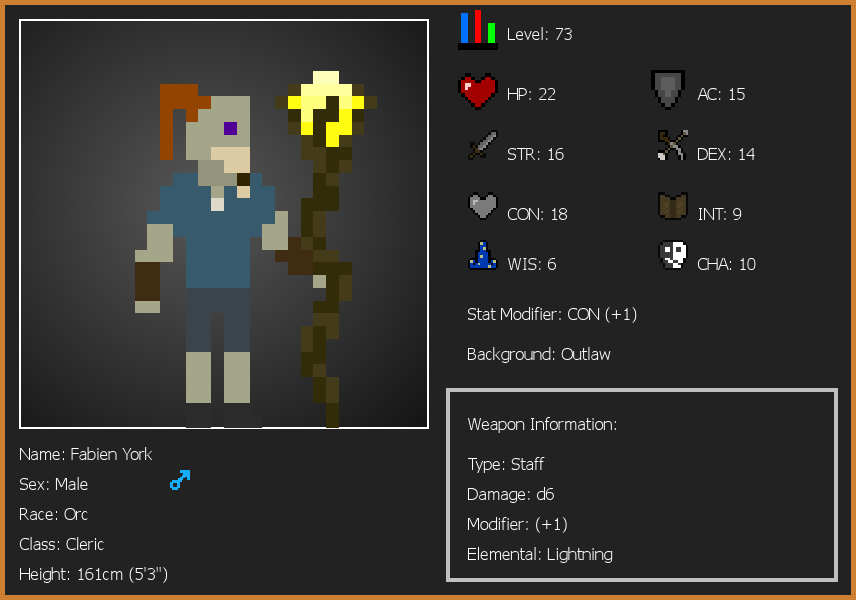 Level: 73
HP: 22
AC: 15
STR: 16
DEX: 14
CON: 18
INT: 9
WIS: 6
CHA: 10
Stat Modifier: CON (+1)
Background: Outlaw
Weapon Information:
Type: Staff
Damage: d6
Modifier: (+1)
Elemental: Lightning
Name: Fabien York
Sex: Male
Race: Orc
Class: Cleric
Height: 161cm (5'3")